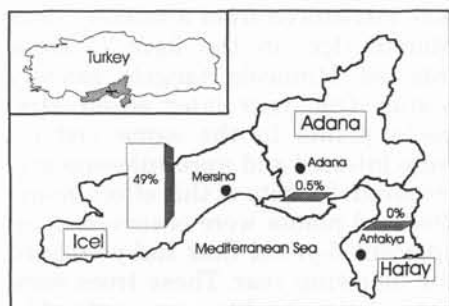 Turkey
Adana
Adana
Mersina
49%
0.5%
0%
Icel
Antakya
Mediterranean Sea
Hatay